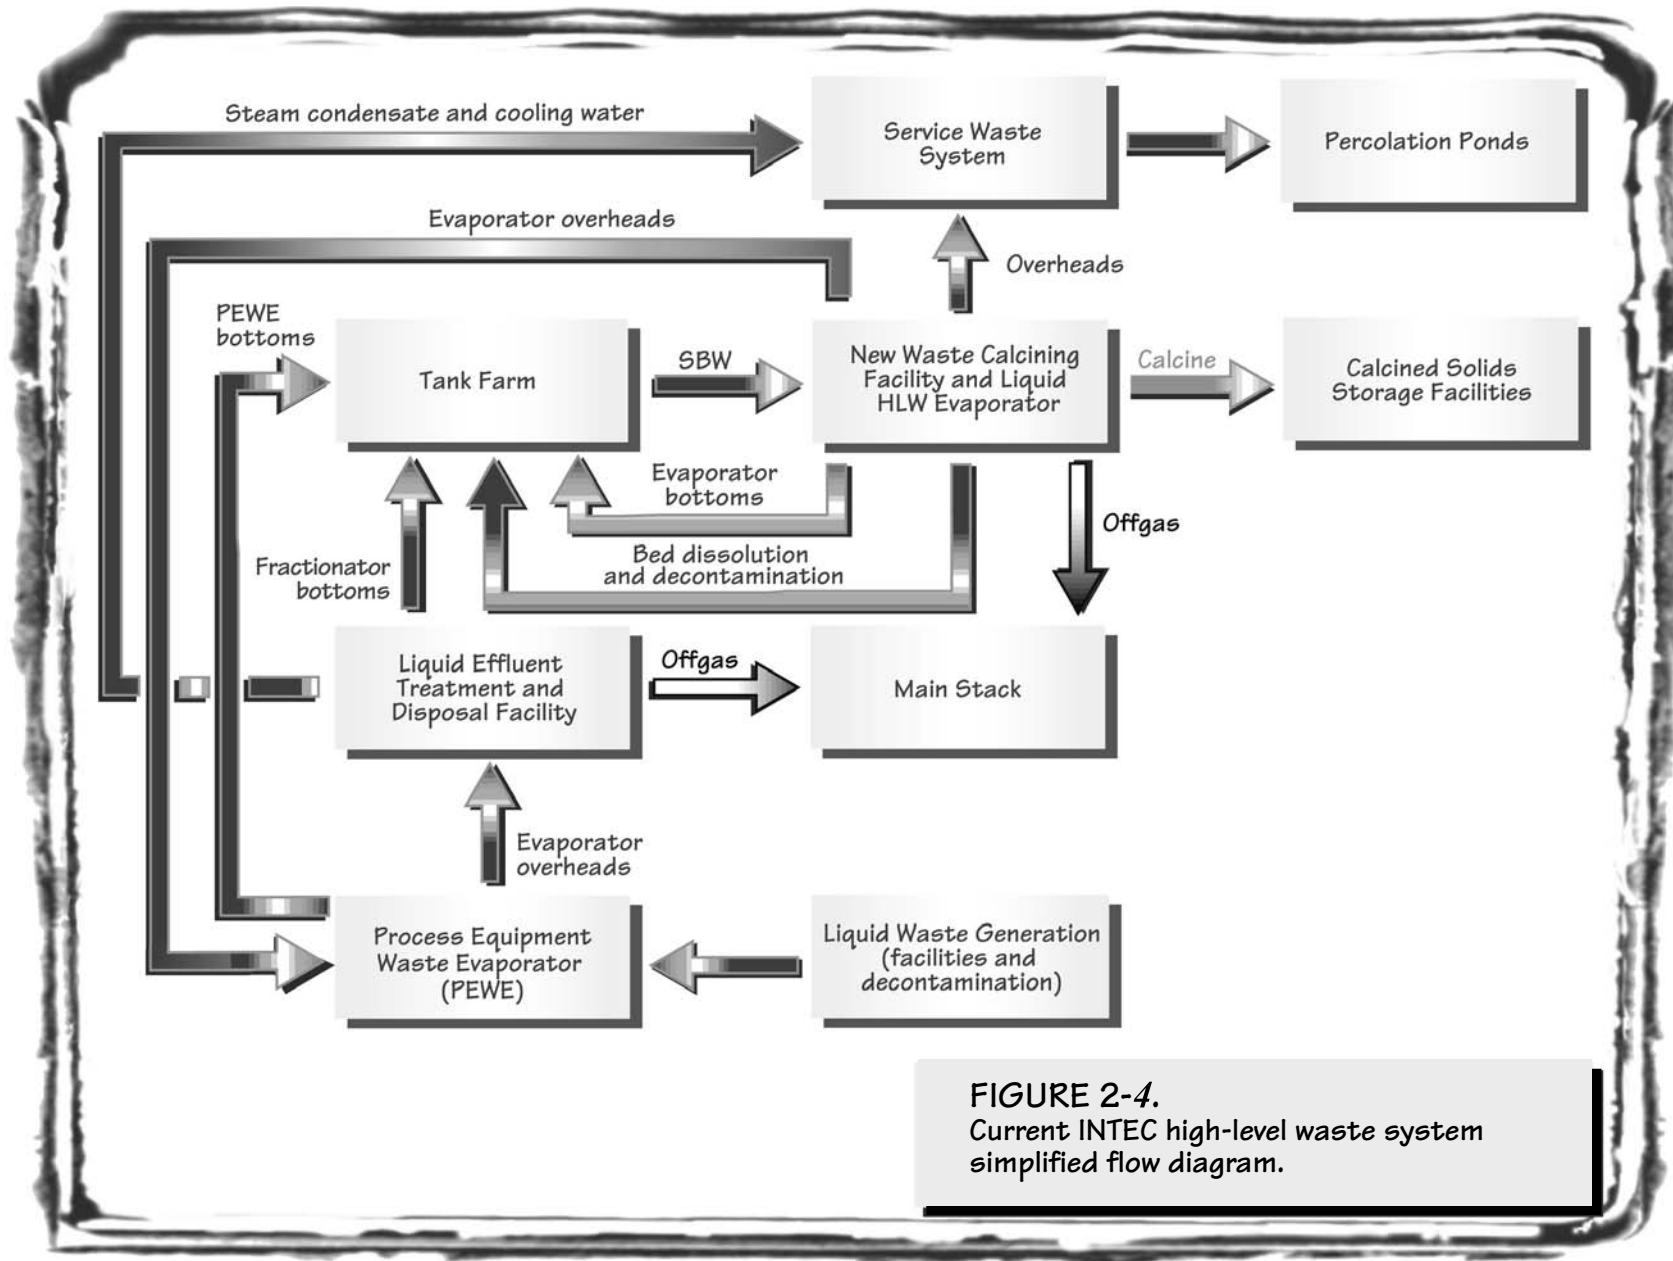 Steam condensate and cooling water
Service Waste
System
Percolation Ponds
Evaporator overheads
Overheads
PEWE
bottoms
Tank Farm
SBW
New Waste Calcining
Facility and Liquid
HLW Evaporator
Calcine
Calcined Solids
Storage Facilities
Evaporator
bottoms
Offgas
Bed dissolution
and decontamination
Fractionator
bottoms
Liquid Effluent
Treatment and
Disposal Facility
Offgas
Main Stack
Evaporator
overheads
Process Equipment
Waste Evaporator
(PEWE)
Liquid Waste Generation
(facilities and
decontamination)
FIGURE 2-4.
Current INTEC high-level waste system
simplified flow diagram.